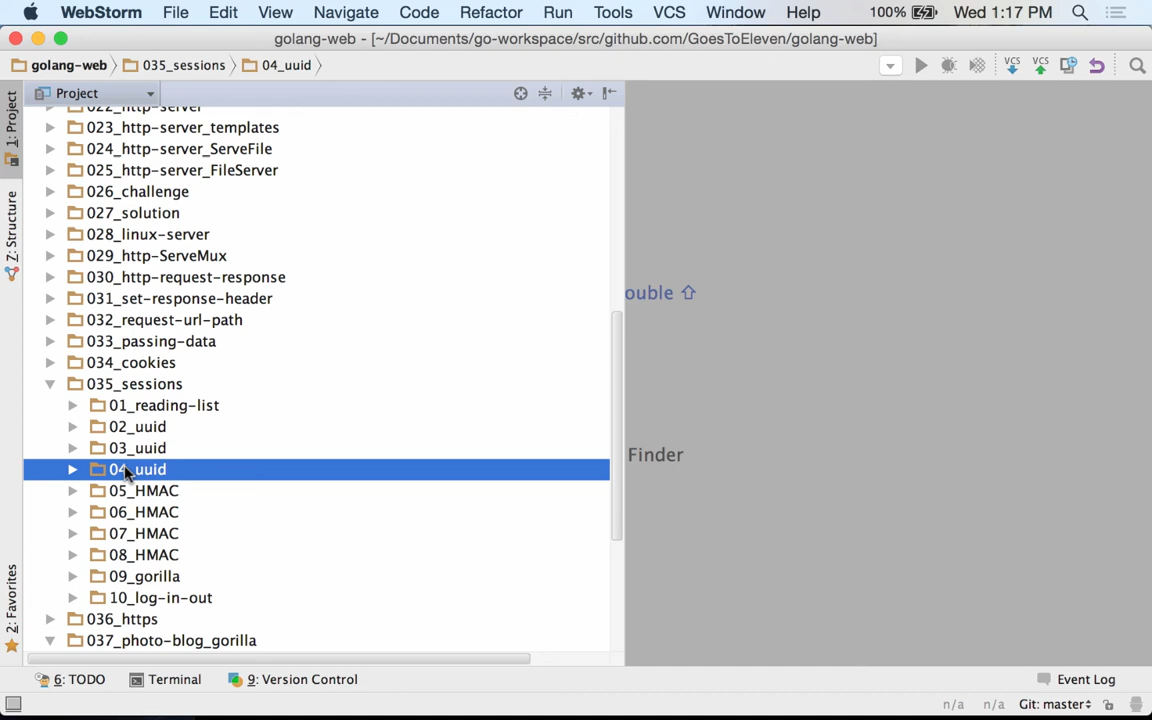 WebStorm File Edit View Navigate Code Refactor Run Tools VCS Window Help 100% Wed 1:17 PM
golang-web - [~/Documents/go-workspace/src/github.com/GoesToEleven/golang-web]
golang-web 035_sessions 04_uuid VCS VCS
1: Project
Project
022_http-server
023_http-server_templates
024_http-server_ServeFile
025_http-server_FileServer
026_challenge
027_solution
Z: Structure
028_linux-server
029_http-ServeMux
030_http-request-response
031_set-response-header
ouble ⇧
032_request-url-path
033_passing-data
034_cookies
035_sessions
01_reading-list
02_uuid
03_uuid
Finder
04_uuid
05_HMAC
06_HMAC
07_HMAC
08_HMAC
09_gorilla
2: Favorites
10_log-in-out
036_https
037_photo-blog_gorilla
6: TODO Terminal 9: Version Control Event Log
n/a n/a Git: master